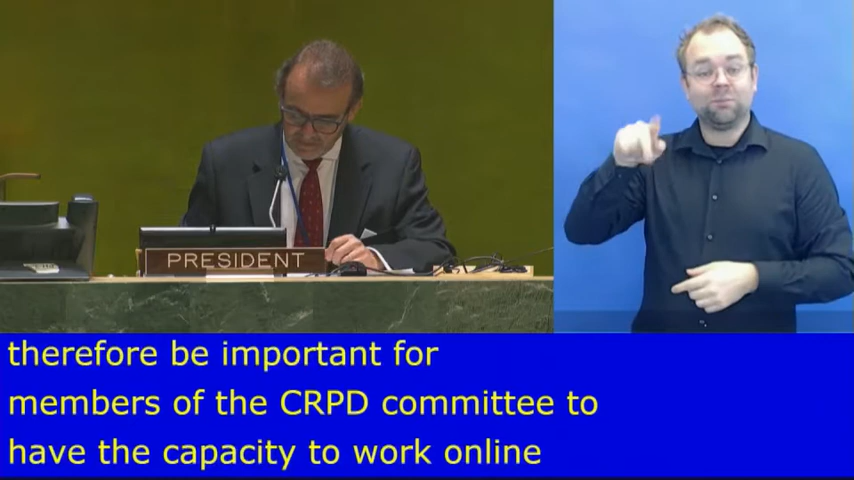 PRESIDENT
therefore be important for
members of the CRPD committee to
have the capacity to work online